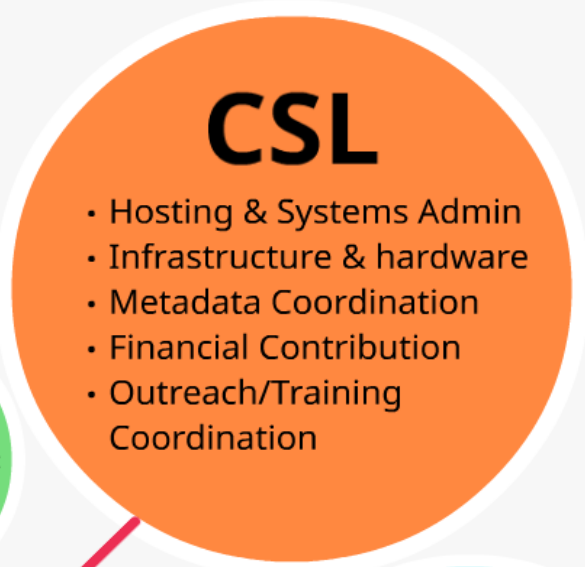 CSL
· Hosting & Systems Admin
· Infrastructure & hardware
· Metadata Coordination
· Financial Contribution
· Outreach/Training
Coordination